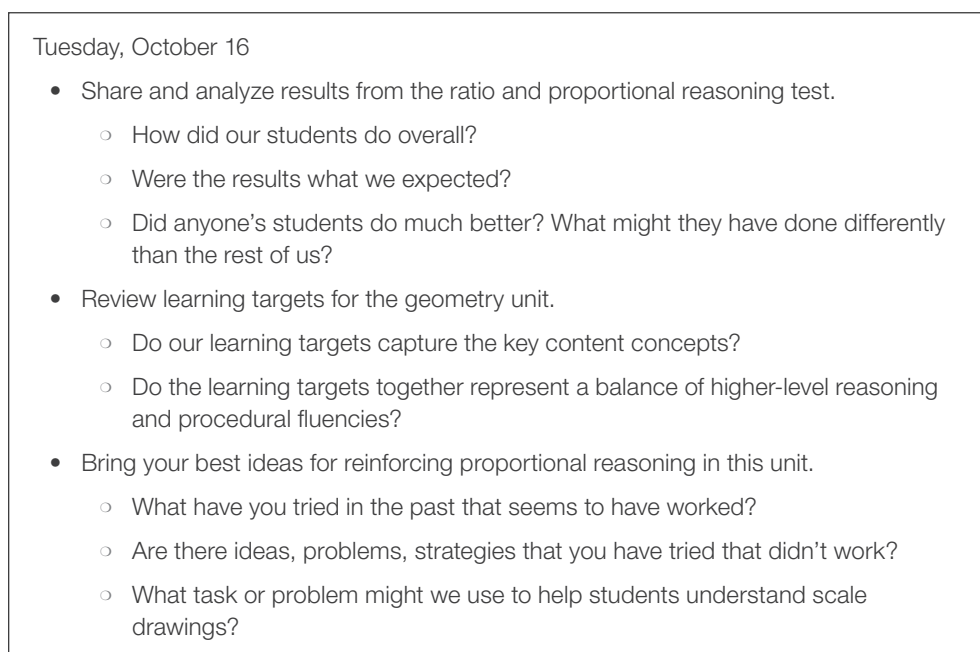 Tuesday, October 16
• Share and analyze results from the ratio and proportional reasoning test.
○ How did our students do overall?
○ Were the results what we expected?
○ Did anyone’s students do much better? What might they have done differently
than the rest of us?
• Review learning targets for the geometry unit.
○ Do our learning targets capture the key content concepts?
○ Do the learning targets together represent a balance of higher-level reasoning
and procedural fluencies?
• Bring your best ideas for reinforcing proportional reasoning in this unit.
○ What have you tried in the past that seems to have worked?
○ Are there ideas, problems, strategies that you have tried that didn’t work?
○ What task or problem might we use to help students understand scale
drawings?